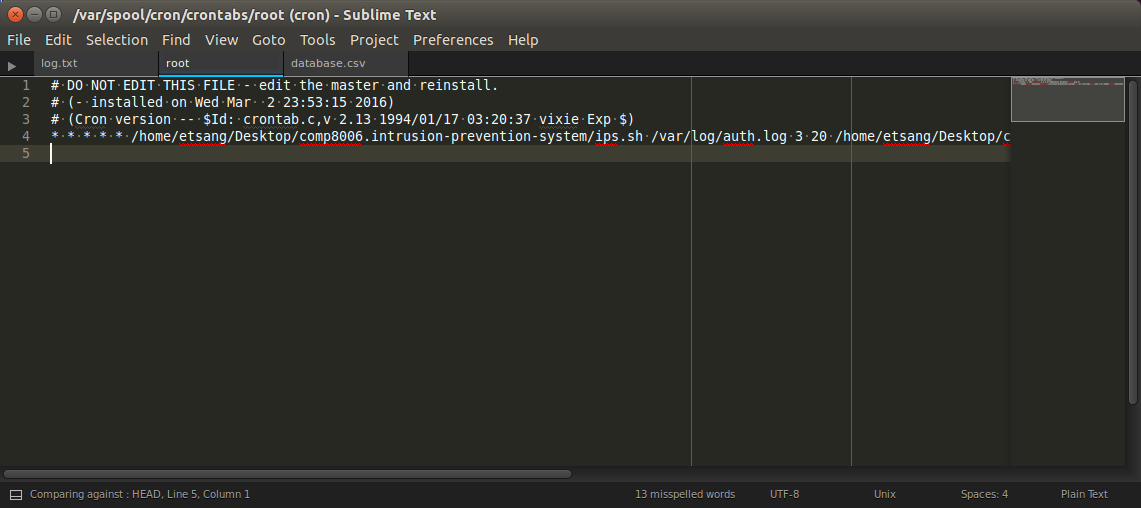 /var/spool/cron/crontabs/root (cron) - Sublime Text
File Edit Selection Find View Goto Tools Project Preferences Help
log.txt root database.csv
1 # DO NOT EDIT THIS FILE - edit the master and reinstall.
2 # (- installed on Wed Mar  2 23:53:15 2016)
3 # (Cron version -- $Id: crontab.c,v 2.13 1994/01/17 03:20:37 vixie Exp $)
4 * * * * * /home/etsang/Desktop/comp8006.intrusion-prevention-system/ips.sh /var/log/auth.log 3 20 /home/etsang/Desktop/c
5
Comparing against : HEAD, Line 5, Column 1 13 misspelled words UTF-8 Unix Spaces: 4 Plain Text